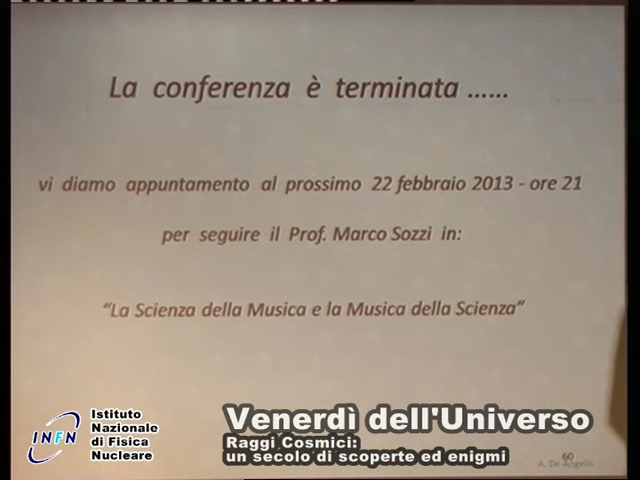 La conferenza è terminata ......
vi diamo appuntamento al prossimo 22 febbraio 2013 - ore 21
per seguire il Prof. Marco Sozzi in:
“La Scienza della Musica e la Musica della Scienza”
INFN
Istituto
Nazionale
di Fisica
Nucleare
Venerdì dell'Universo
Raggi Cosmici:
un secolo di scoperte ed enigmi
60
A. De Angelis